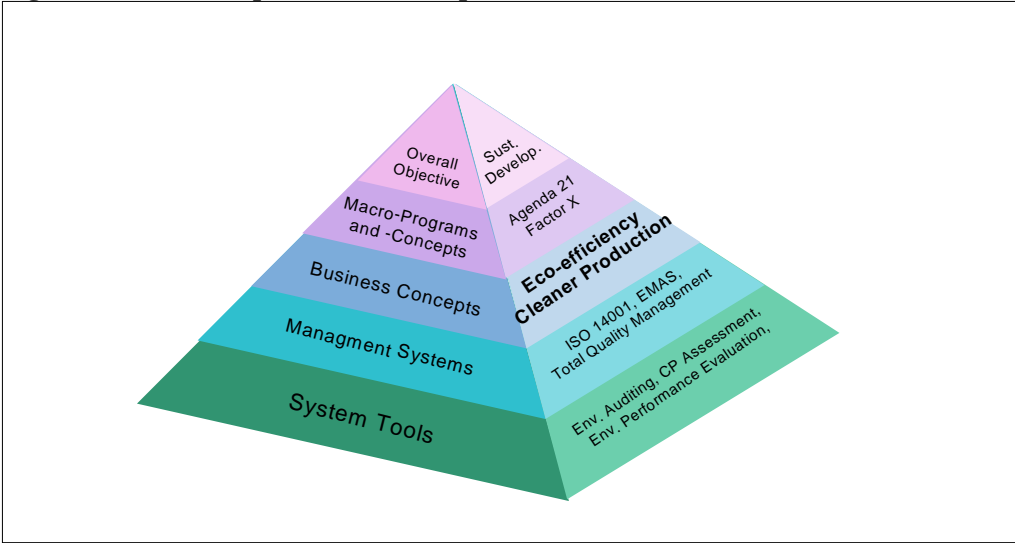 Overall
Objective
Sust.
Develop.
Macro-Programs
and -Concepts
Agenda 21
Factor X
Business Concepts
Eco-efficiency
Cleaner Production
Managment Systems
ISO 14001, EMAS,
Total Quality Management
System Tools
Env. Auditing, CP Assessment,
Env. Performance Evaluation,